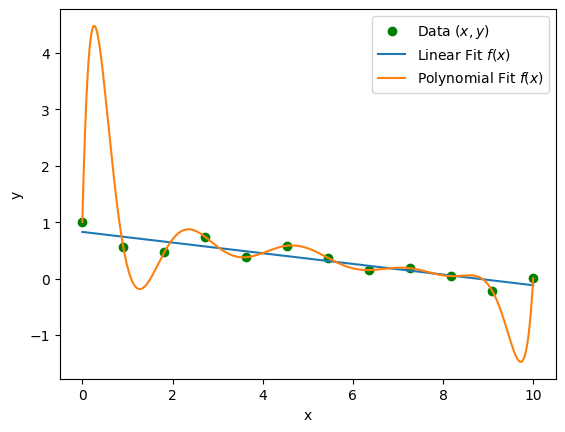 Data (x, y)
Linear Fit f(x)
Polynomial Fit f(x)
4
3
2
1
0
−1
y
0
2
4
6
8
10
x